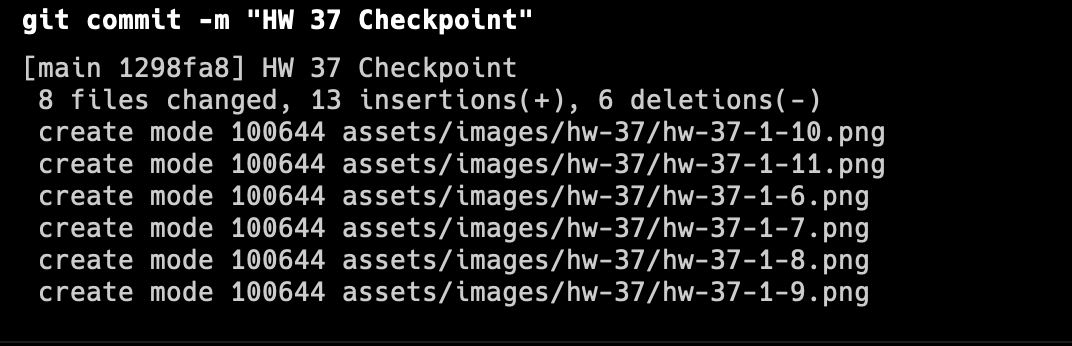 git commit -m "HW 37 Checkpoint"
[main 1298fa8] HW 37 Checkpoint
8 files changed, 13 insertions(+), 6 deletions(-)
create mode 100644 assets/images/hw-37/hw-37-1-10.png
create mode 100644 assets/images/hw-37/hw-37-1-11.png
create mode 100644 assets/images/hw-37/hw-37-1-6.png
create mode 100644 assets/images/hw-37/hw-37-1-7.png
create mode 100644 assets/images/hw-37/hw-37-1-8.png
create mode 100644 assets/images/hw-37/hw-37-1-9.png